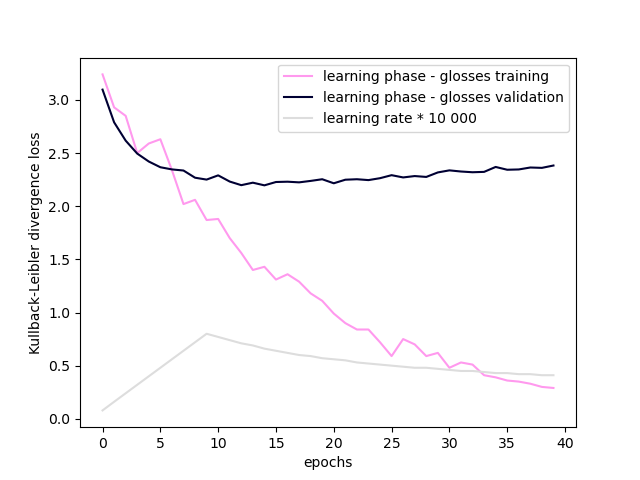 learning phase - glosses training
learning phase - glosses validation
learning rate * 10 000
Kullback-Leibler divergence loss
3.0
2.5
2.0
1.5
1.0
0.5
0.0
0 5 10 15 20 25 30 35 40
epochs